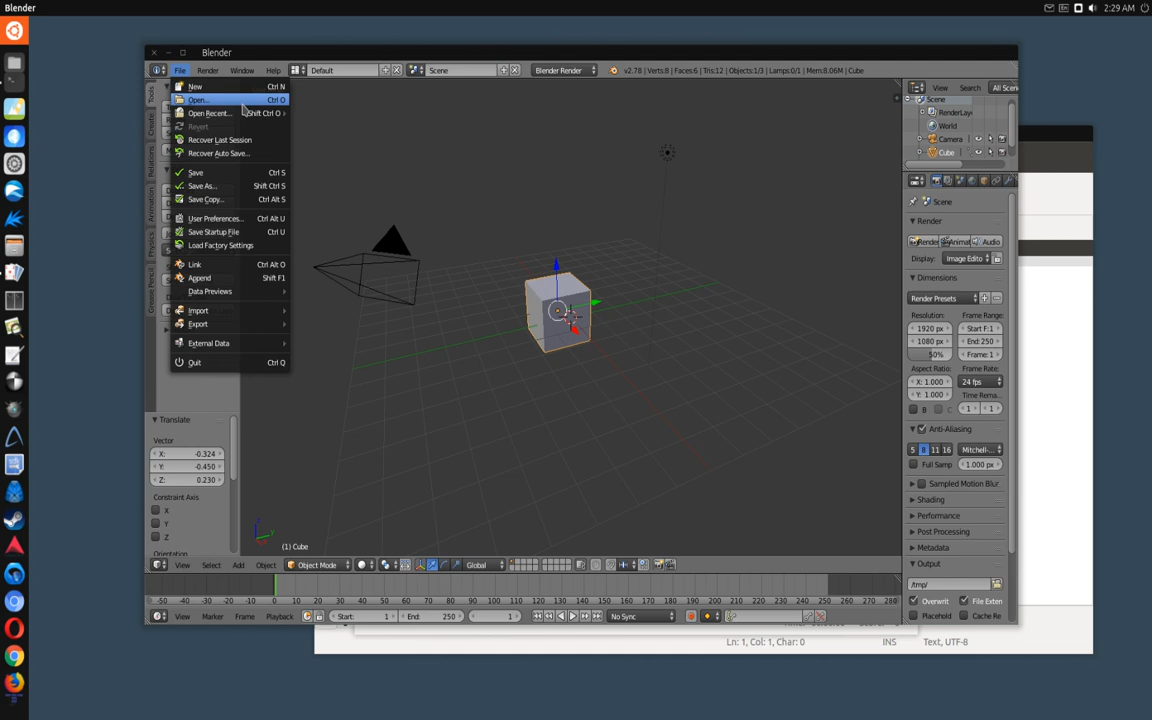 Blender
2:29 AM
Blender
File Render Window Help Default Scene Blender Render v2.78 | Verts:8 | Faces:6 | Tris:12 | Objects:1/3 | Lamps:0/1 | Mem:8.06M | Cube
New Ctrl N
Open... Ctrl O
Open Recent... Shift Ctrl O
Revert
Recover Last Session
Recover Auto Save...
Save Ctrl S
Save As... Shift Ctrl S
Save Copy... Ctrl Alt S
User Preferences... Ctrl Alt U
Save Startup File Ctrl U
Load Factory Settings
Link Ctrl Alt O
Append Shift F1
Data Previews
Import
Export
External Data
Quit Ctrl Q
Tools
Create
Relations
Animation
Physics
Grease Pencil
Translate
Vector
X: -0.324
Y: -0.450
Z: 0.230
Constraint Axis
X
Y
Z
Orientation
(1) Cube
View Select Add Object Object Mode Global
-50 -40 -30 -20 -10 0 10 20 30 40 50 60 70 80 90 100 110 120 130 140 150 160 170 180 190 200 210 220 230 240 250 260 270 280
View Marker Frame Playback Start: 1 End: 250 1 No Sync
View Search All Scen
Scene
RenderLay
World
Camera
Cube
Scene
Render
Render Animat Audio
Display: Image Edito
Dimensions
Render Presets
Resolution: Frame Range:
1920 px Start F:1
1080 px End:250
50% Frame:1
Aspect Ratio: Frame Rate:
X: 1.000 24 fps
Y: 1.000 Time Rema...
B C 1 1
Anti-Aliasing
5 8 11 16 Mitchell-...
Full Samp 1.000 px
Sampled Motion Blur
Shading
Performance
Post Processing
Metadata
Output
/tmp/
Overwrit File Exten
Placehold Cache Re
Ln: 1, Col: 1, Char: 0 INS Text, UTF-8